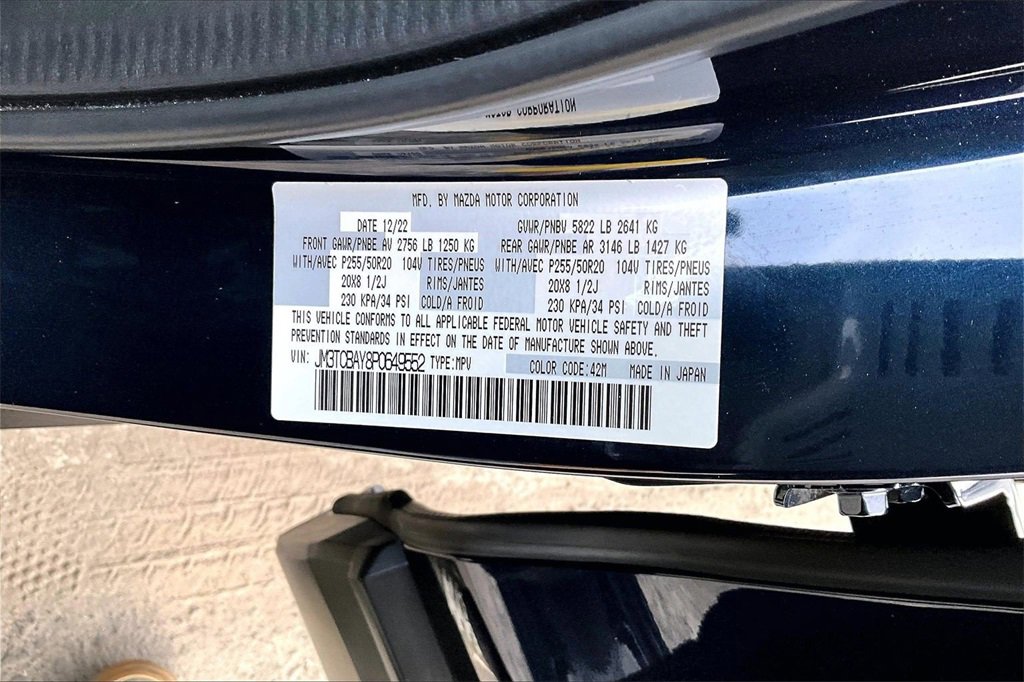 MFD. BY MAZDA MOTOR CORPORATION
DATE 12/22 GVWR/PNBV 5822 LB 2641 KG
FRONT GAWR/PNBE AV 2756 LB 1250 KG REAR GAWR/PNBE AR 3146 LB 1427 KG
WITH/AVEC P255/50R20 104V TIRES/PNEUS WITH/AVEC P255/50R20 104V TIRES/PNEUS
20X8 1/2J RIMS/JANTES 20X8 1/2J RIMS/JANTES
230 KPA/34 PSI COLD/A FROID 230 KPA/34 PSI COLD/A FROID
THIS VEHICLE CONFORMS TO ALL APPLICABLE FEDERAL MOTOR VEHICLE SAFETY AND THEFT
PREVENTION STANDARDS IN EFFECT ON THE DATE OF MANUFACTURE SHOWN ABOVE.
VIN: JM3TCBAY8P0649552 TYPE:MPV COLOR CODE:42M MADE IN JAPAN